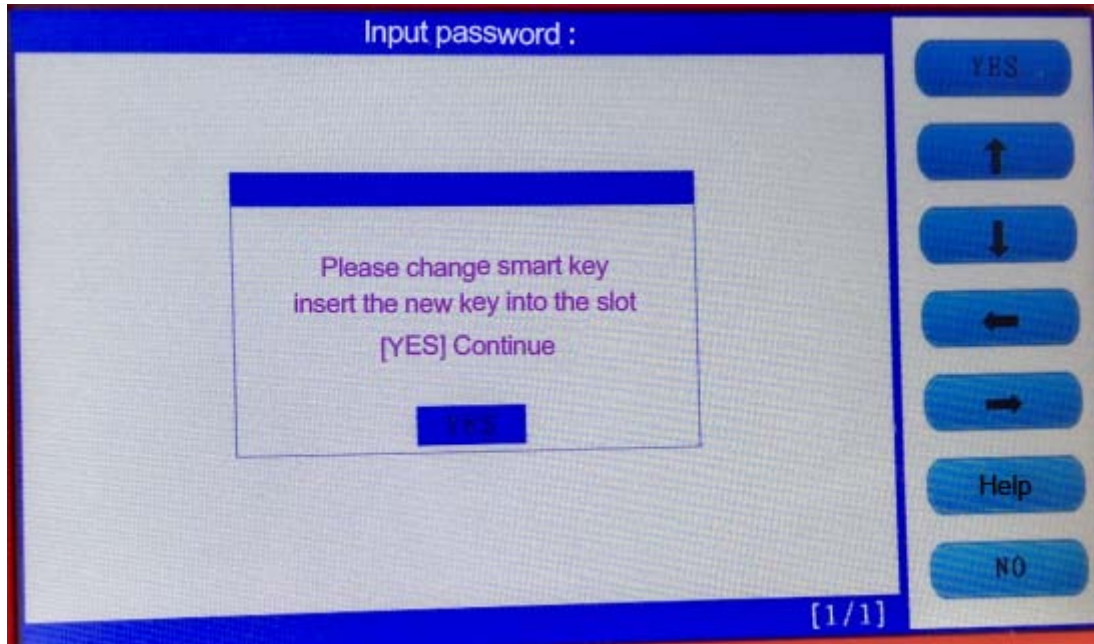 Input password :
YES
Please change smart key
insert the new key into the slot
[YES] Continue
YES
Help
NO
[1/1]